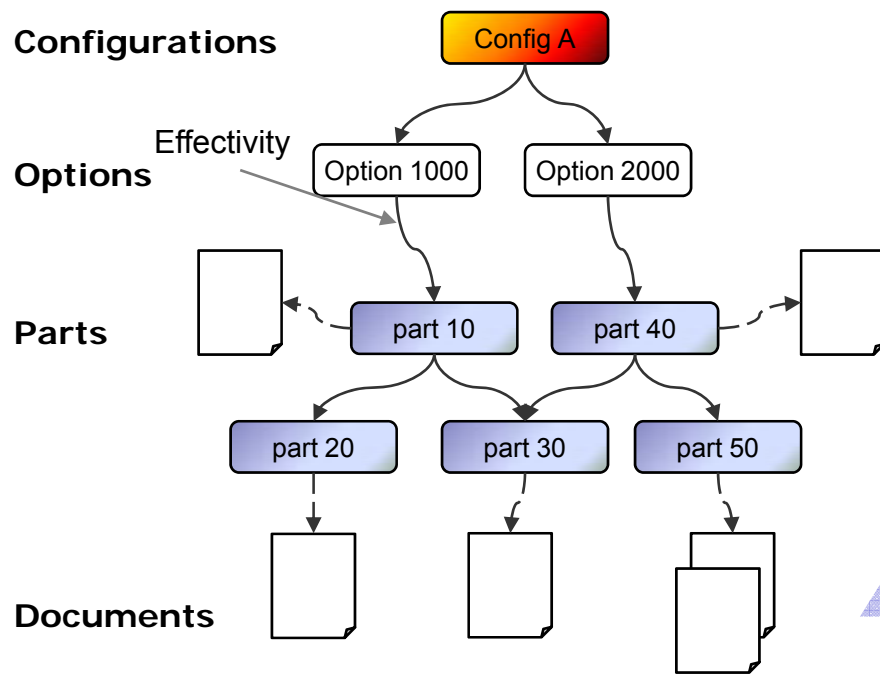 Configurations
Config A
Effectivity
Options
Option 1000
Option 2000
Parts
part 10
part 40
part 20
part 30
part 50
Documents